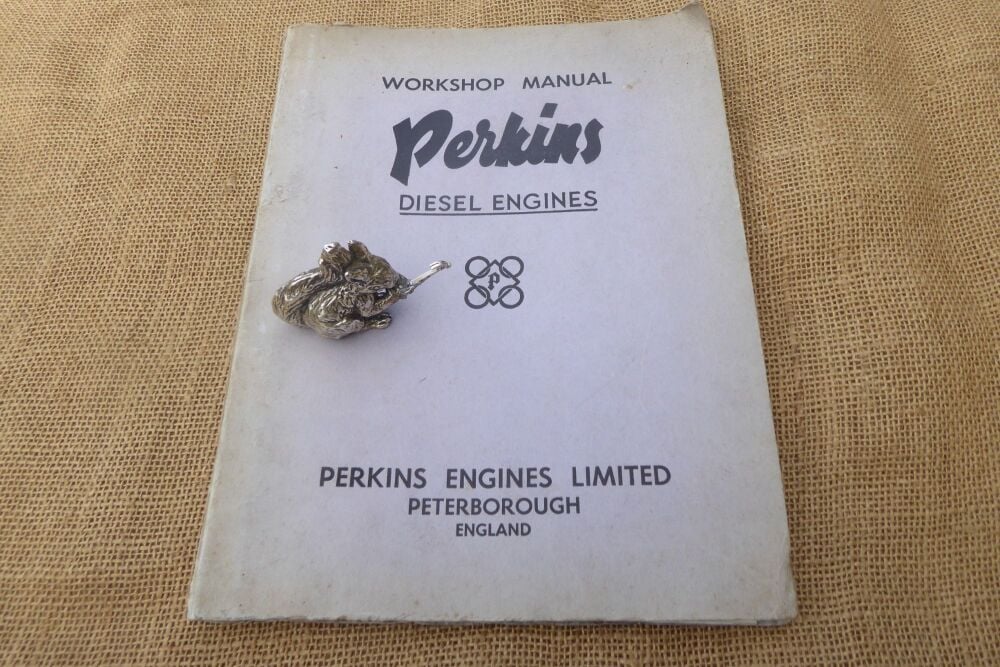 WORKSHOP MANUAL
Perkins
DIESEL ENGINES
P
PERKINS ENGINES LIMITED
PETERBOROUGH
ENGLAND